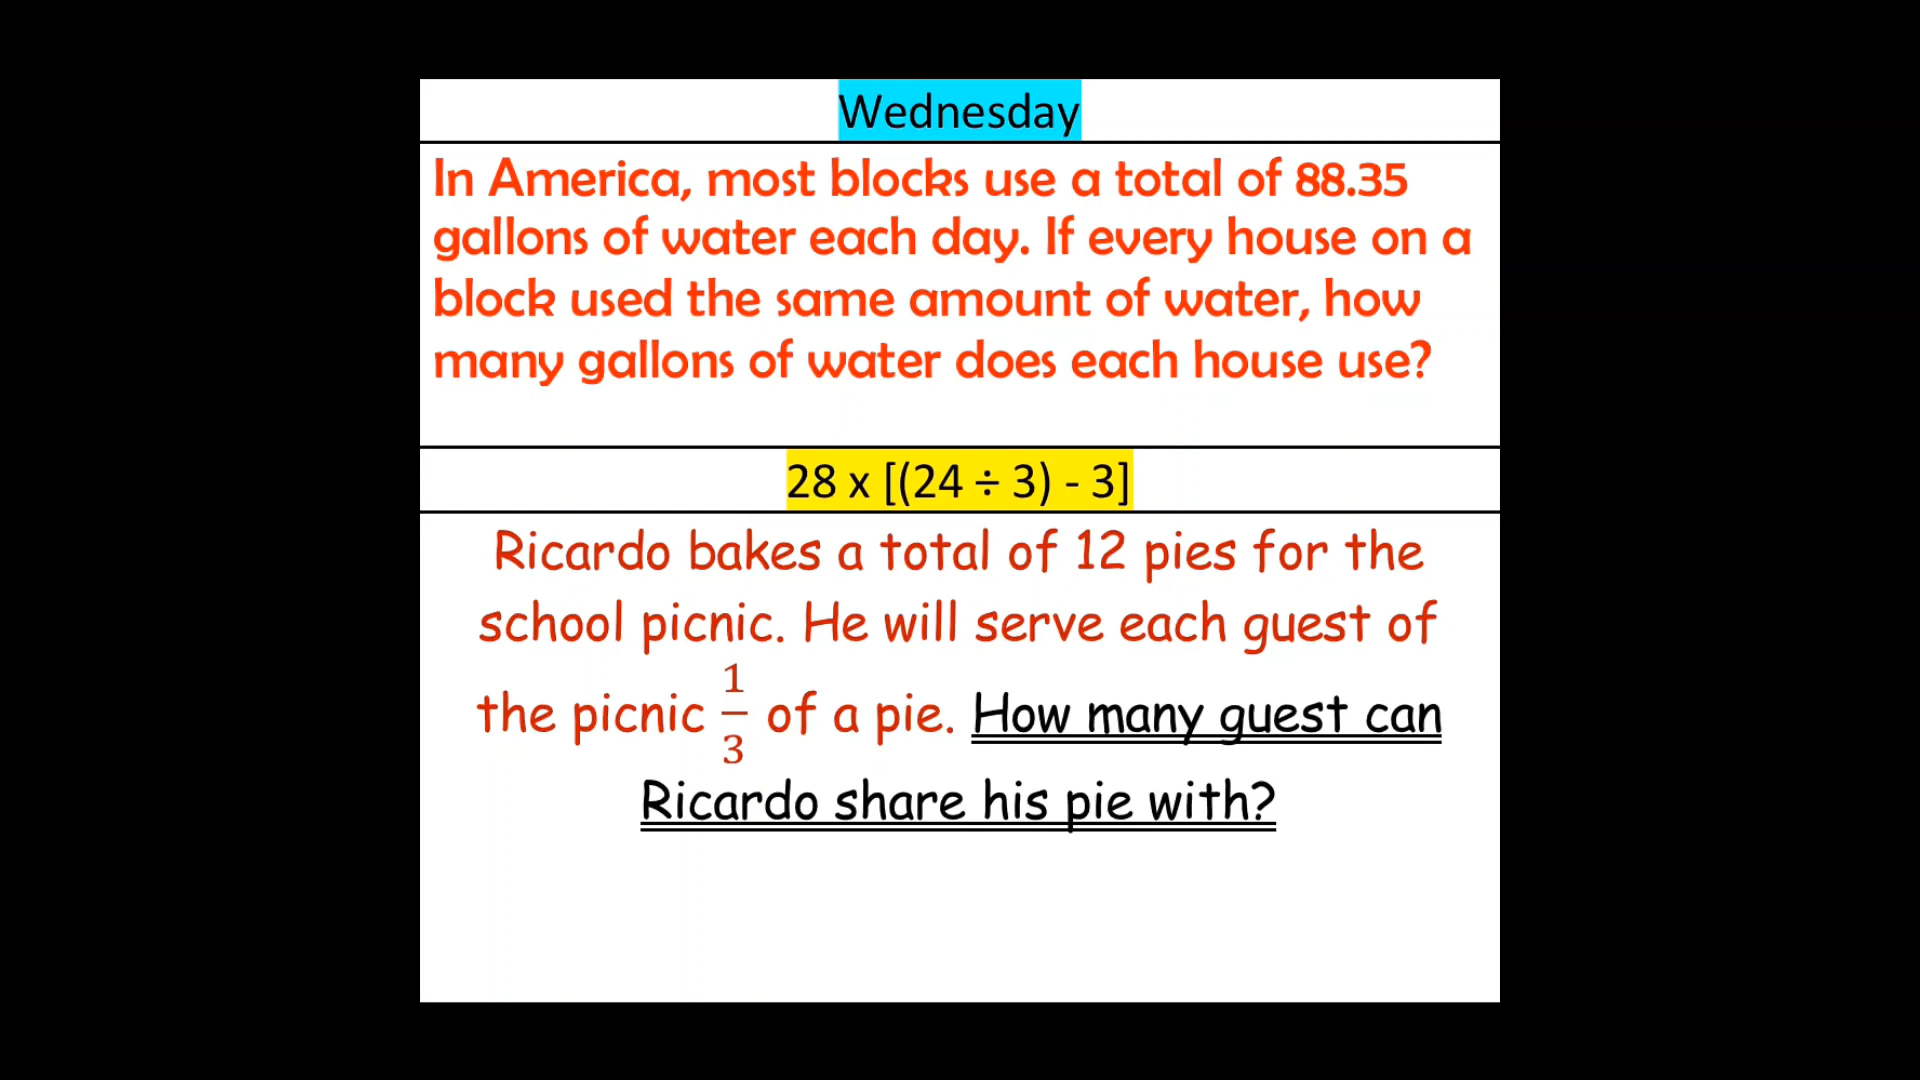 Wednesday
In America, most blocks use a total of 88.35
gallons of water each day. If every house on a
block used the same amount of water, how
many gallons of water does each house use?
28 x [(24 ÷ 3) - 3]
Ricardo bakes a total of 12 pies for the
school picnic. He will serve each guest of
the picnic 1/3 of a pie. How many guest can
Ricardo share his pie with?